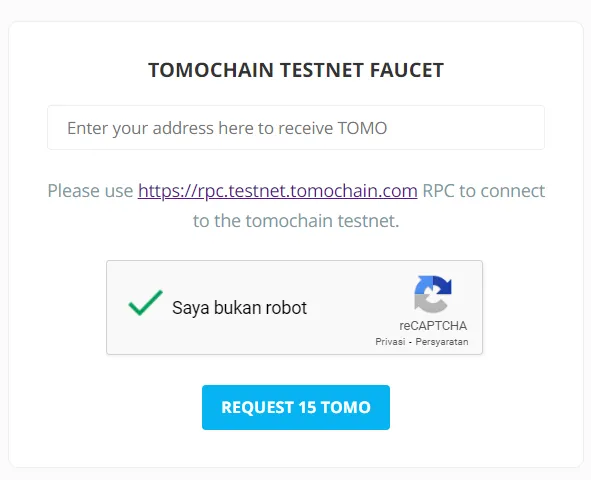 TOMOCHAIN TESTNET FAUCET
Enter your address here to receive TOMO
Please use https://rpc.testnet.tomochain.com RPC to connect
to the tomochain testnet.
Saya bukan robot
reCAPTCHA
Privasi - Persyaratan
REQUEST 15 TOMO